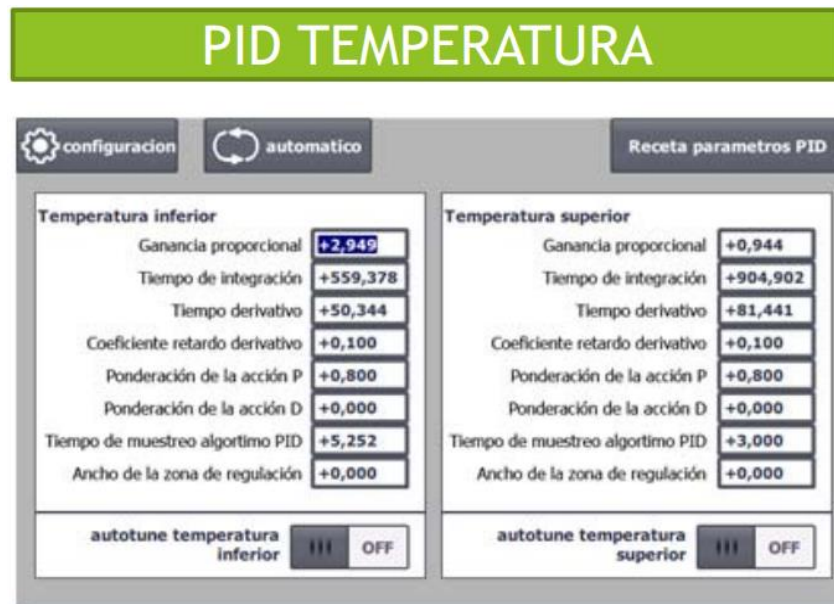 PID TEMPERATURA
configuracion
automatico
Receta parametros PID
Temperatura inferior
Ganancia proporcional +2,949
Tiempo de integración +559,378
Tiempo derivativo +50,344
Coeficiente retardo derivativo +0,100
Ponderación de la acción P +0,800
Ponderación de la acción D +0,000
Tiempo de muestreo algortimo PID +5,252
Ancho de la zona de regulación +0,000
autotune temperatura
inferior
OFF
Temperatura superior
Ganancia proporcional +0,944
Tiempo de integración +904,902
Tiempo derivativo +81,441
Coeficiente retardo derivativo +0,100
Ponderación de la acción P +0,800
Ponderación de la acción D +0,000
Tiempo de muestreo algortimo PID +3,000
Ancho de la zona de regulación +0,000
autotune temperatura
superior
OFF